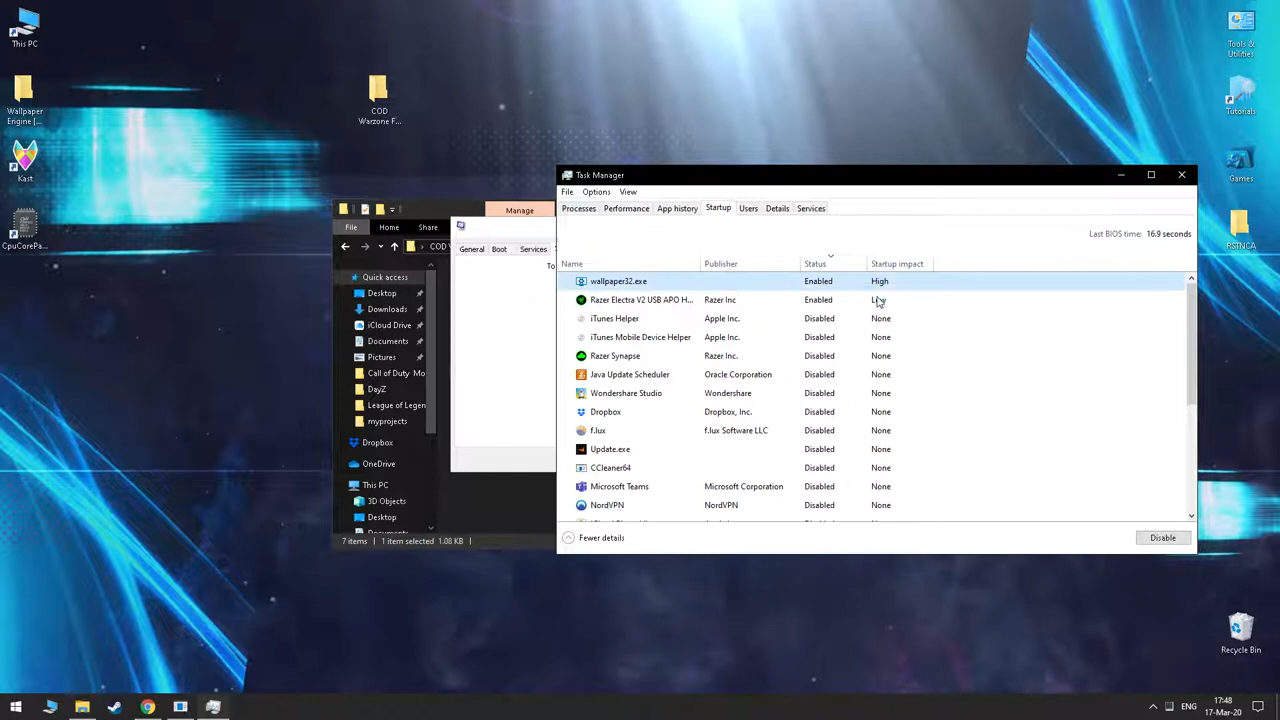 This PC
Wallpaper
Engine [...
Kast
CpuCorePa...
COD
Warzone F...
Tools &
Utilities
Tutorials
Games
RSTNCA
Recycle Bin
Manage
File Home Share
COD
Quick access
Desktop
Downloads
iCloud Drive
Documents
Pictures
Call of Duty Mo
DayZ
League of Legen
myprojects
Dropbox
OneDrive
This PC
3D Objects
Desktop
Documents
7 items 1 item selected 1.08 KB
General Boot Services
To
Task Manager
File Options View
Processes Performance App history Startup Users Details Services
Last BIOS time: 16.9 seconds
Name Publisher Status Startup impact
wallpaper32.exe Enabled High
Razer Electra V2 USB APO H... Razer Inc Enabled
iTunes Helper Apple Inc. Disabled None
iTunes Mobile Device Helper Apple Inc. Disabled None
Razer Synapse Razer Inc. Disabled None
Java Update Scheduler Oracle Corporation Disabled None
Wondershare Studio Wondershare Disabled None
Dropbox Dropbox, Inc. Disabled None
f.lux f.lux Software LLC Disabled None
Update.exe Disabled None
CCleaner64 Disabled None
Microsoft Teams Microsoft Corporation Disabled None
NordVPN NordVPN Disabled None
Fewer details Disable
ENG
17:48
17-Mar-20